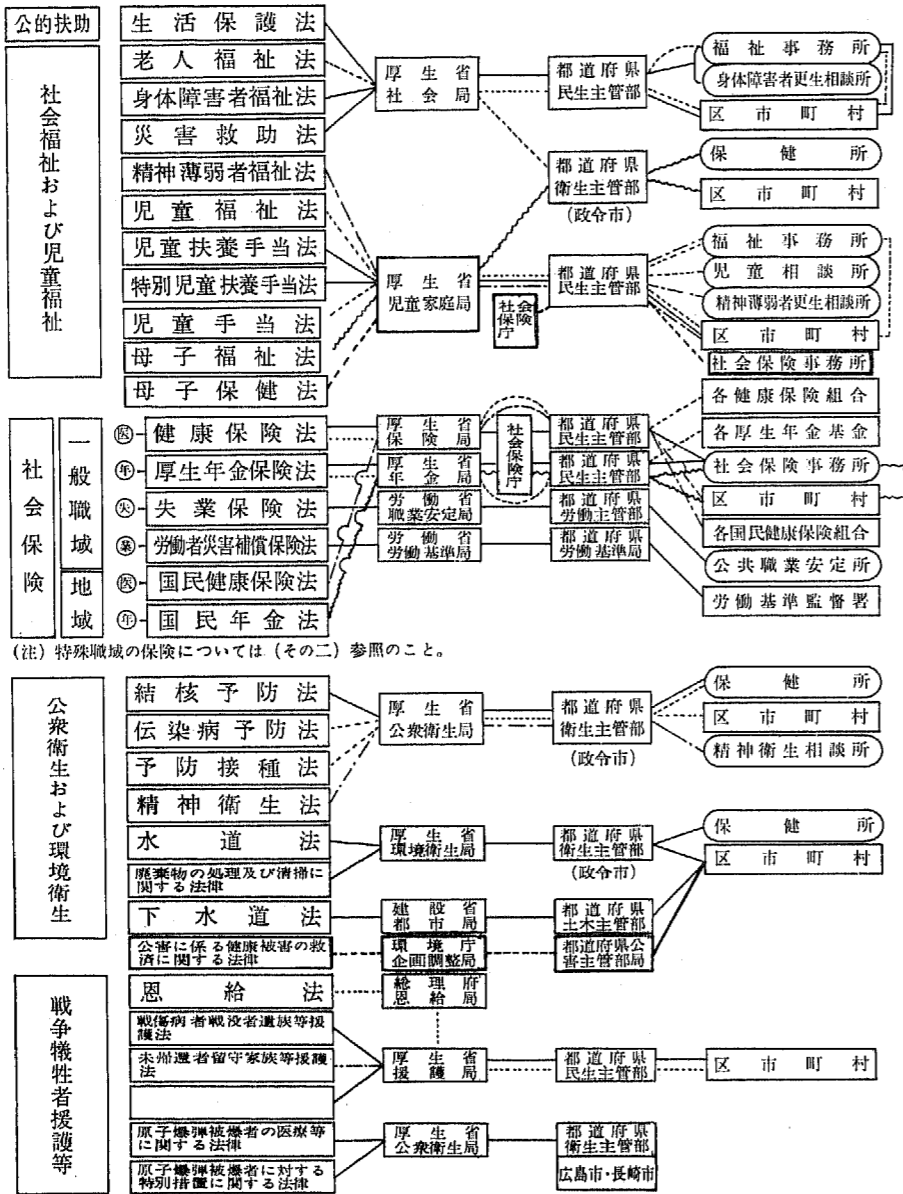 公的扶助
生活保護法
社会福祉および児童福祉
老人福祉法
身体障害者福祉法
災害救助法
精神薄弱者福祉法
児童福祉法
児童扶養手当法
特別児童扶養手当法
児童手当法
母子福祉法
母子保健法
厚生省
社会局
厚生省
児童家庭局
都道府県
民生主管部
都道府県
衛生主管部
(政令市)
社会
保険
庁
都道府県
民生主管部
福祉事務所
身体障害者更生相談所
区市町村
保健所
区市町村
福祉事務所
児童相談所
精神薄弱者更生相談所
区市町村
社会保険事務所
社会保険
一般職域
地域
医
健康保険法
年
厚生年金保険法
失
失業保険法
業
労働者災害補償保険法
医
国民健康保険法
年
国民年金法
厚生省
保険局
厚生省
年金局
労働省
職業安定局
労働省
労働基準局
社会保険庁
都道府県
民生主管部
都道府県
民生主管部
都道府県
労働主管部
都道府県
労働基準局
各健康保険組合
各厚生年金基金
社会保険事務所
区市町村
各国民健康保険組合
公共職業安定所
労働基準監督署
(注) 特殊職域の保険については(その二)参照のこと。
公衆衛生および環境衛生
結核予防法
伝染病予防法
予防接種法
精神衛生法
水道法
廃棄物の処理及び清掃に
関する法律
下水道法
公害に係る健康被害の救
済に関する法律
厚生省
公衆衛生局
厚生省
環境衛生局
建設省
都市局
環境庁
企画調整局
都道府県
衛生主管部
(政令市)
都道府県
衛生主管部
(政令市)
都道府県
土木主管部
都道府県公
害主管部局
保健所
区市町村
精神衛生相談所
保健所
区市町村
戦争犠牲者援護等
恩給法
戦傷病者戦没者遺族等援
護法
未帰還者留守家族等援護
法
原子爆弾被爆者の医療等
に関する法律
原子爆弾被爆者に対する
特別措置に関する法律
総理府
恩給局
厚生省
援護局
厚生省
公衆衛生局
都道府県
民生主管部
都道府県
衛生主管部
広島市・長崎市
区市町村